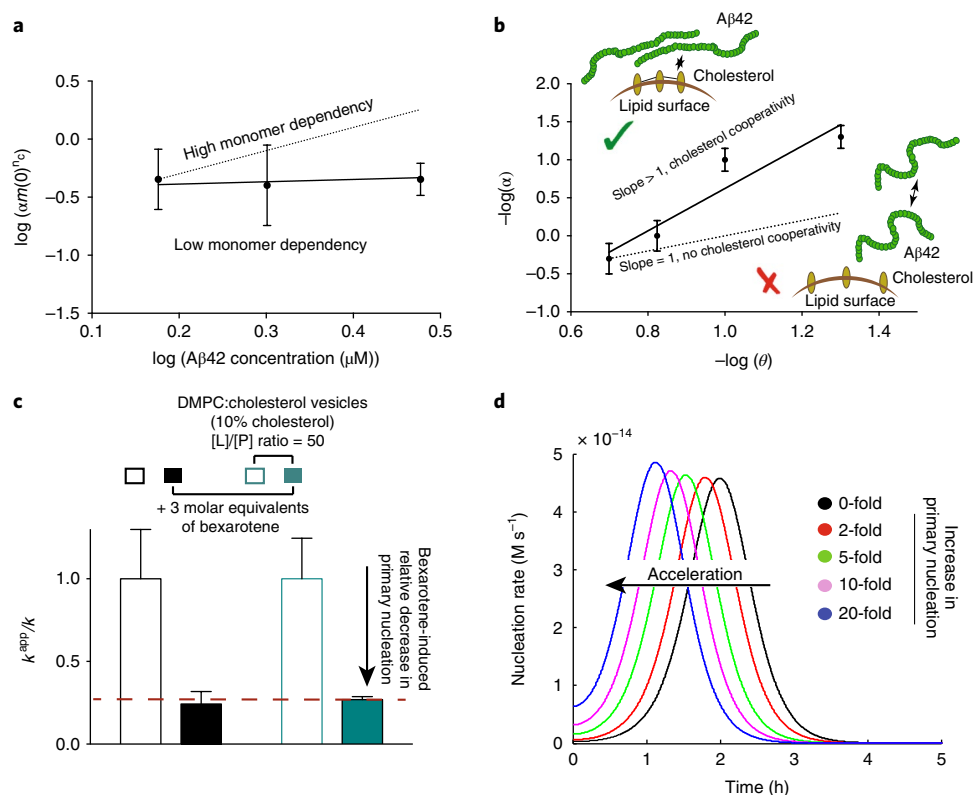 a
0.5
0.0
−0.5
−1.0
−1.5
0.1
0.2
0.3
0.4
0.5
log (αm(0)ⁿc)
log (Aβ42 concentration (μM))
High monomer dependency
Low monomer dependency
b
Aβ42
Cholesterol
Lipid surface
2.0
1.5
1.0
0.5
0.0
−0.5
−1.0
0.6
0.8
1.0
1.2
1.4
−log(α)
−log (θ)
Slope > 1, cholesterol cooperativity
Slope = 1, no cholesterol cooperativity
Aβ42
Cholesterol
Lipid surface
c
DMPC:cholesterol vesicles
(10% cholesterol)
[L]/[P] ratio = 50
+ 3 molar equivalents
of bexarotene
1.0
0.5
0.0
kᵃᵖᵖ/k
Bexarotene-induced
relative decrease in
primary nucleation
d
× 10⁻¹⁴
5
4
3
2
1
0
0
1
2
3
4
5
Nucleation rate (M s⁻¹)
Time (h)
Acceleration
0-fold
2-fold
5-fold
10-fold
20-fold
Increase in
primary nucleation